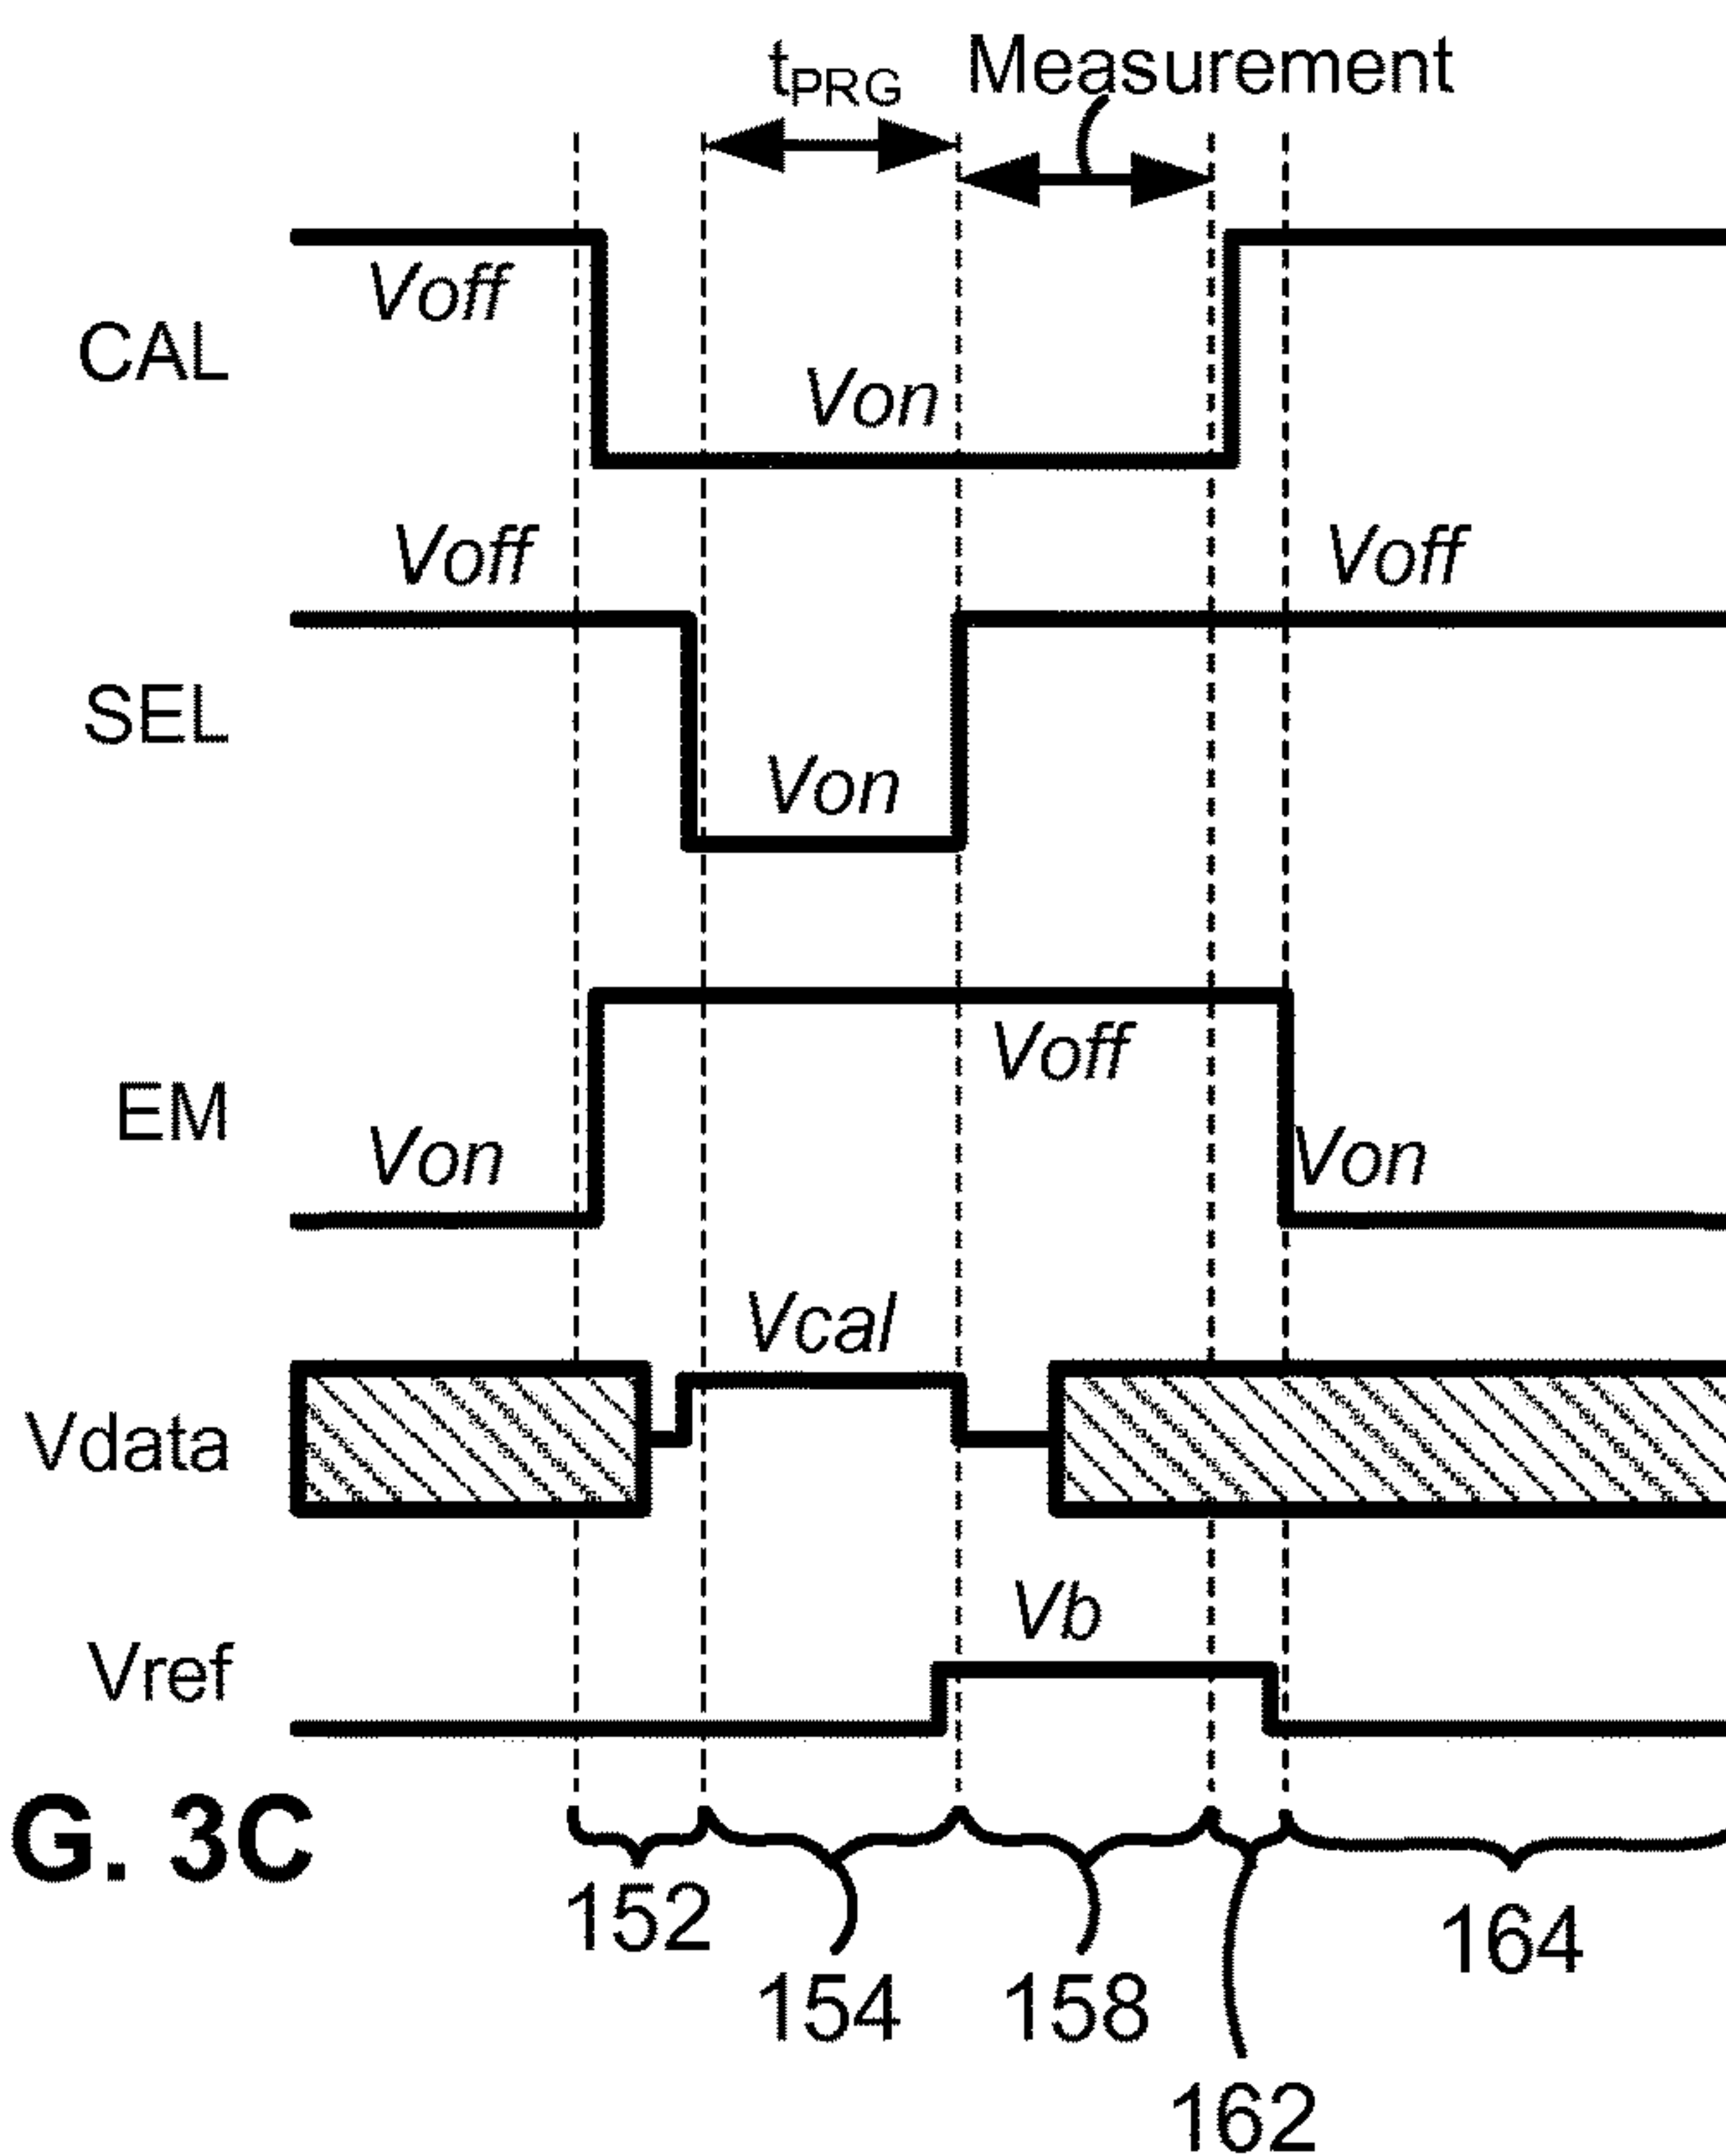 tPRG Measurement
Voff
CAL
Von
Voff Voff
SEL
Von
Voff
EM
Von Von
Vcal
Vdata
Vb
Vref
G. 3C
152
154 158 164
162